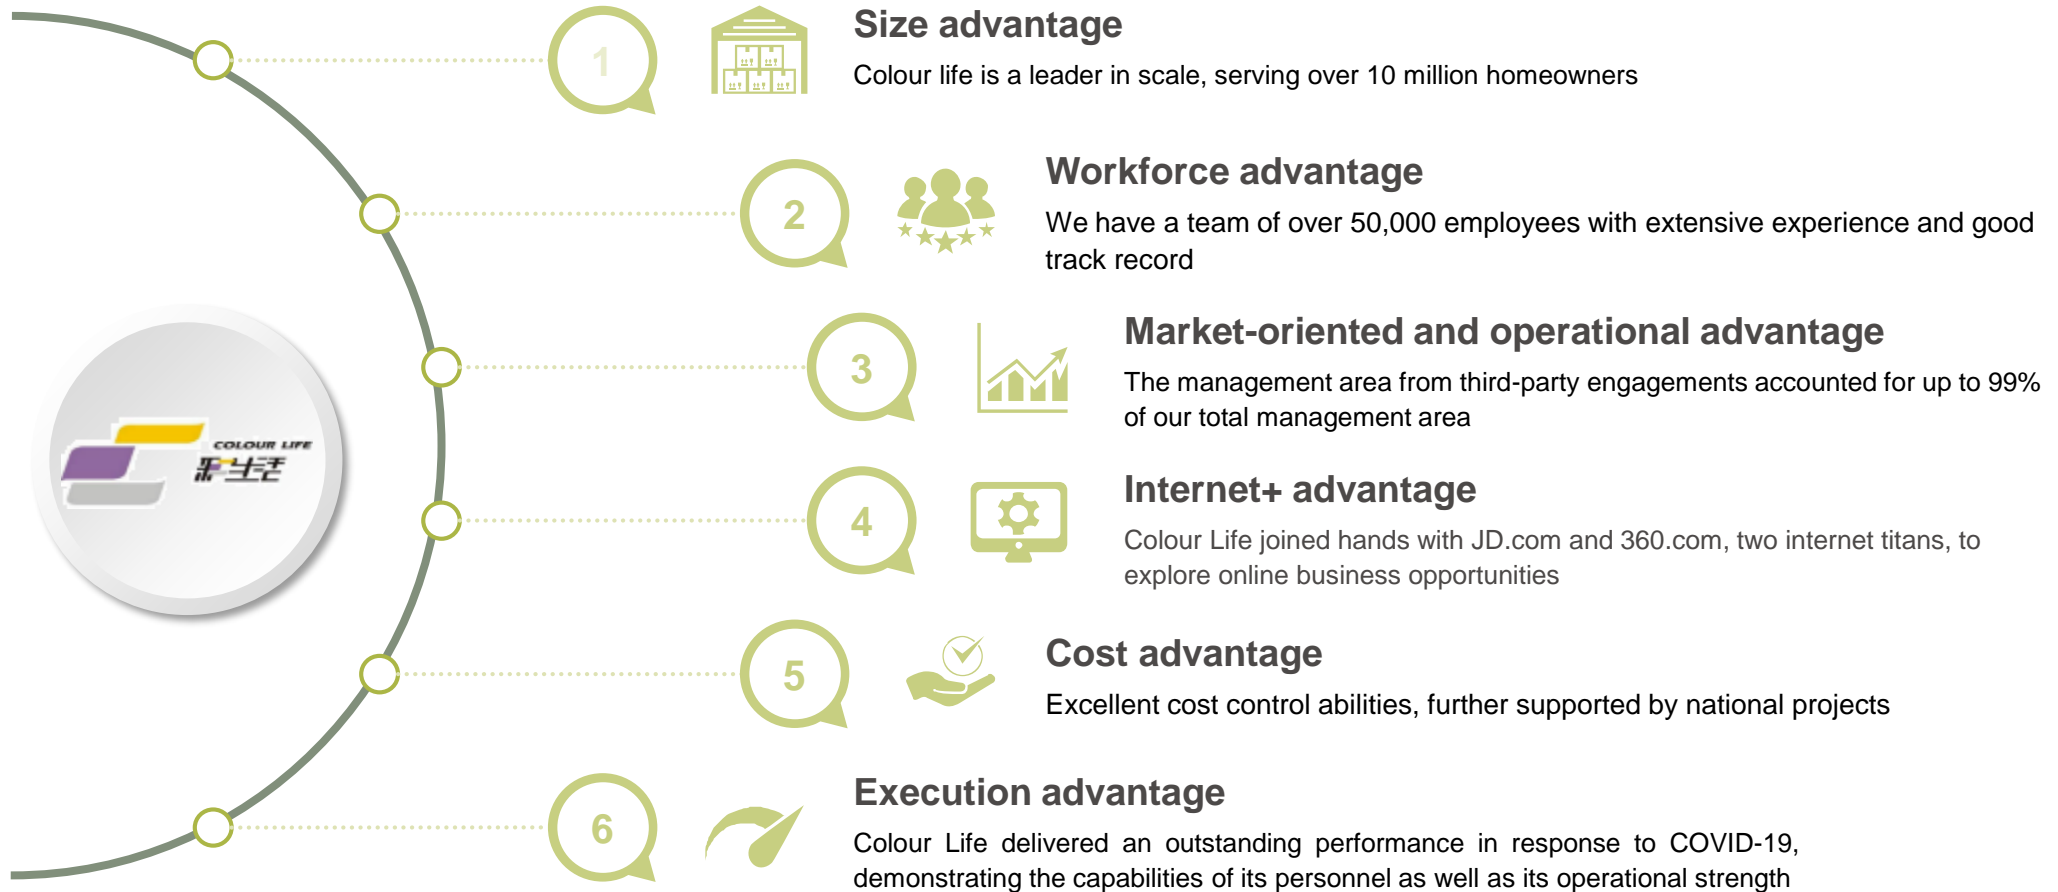 1
Size advantage
Colour life is a leader in scale, serving over 10 million homeowners
2
Workforce advantage
We have a team of over 50,000 employees with extensive experience and good
track record
COLOUR LIFE
彩生活
3
Market-oriented and operational advantage
The management area from third-party engagements accounted for up to 99%
of our total management area
4
Internet+ advantage
Colour Life joined hands with JD.com and 360.com, two internet titans, to
explore online business opportunities
5
Cost advantage
Excellent cost control abilities, further supported by national projects
6
Execution advantage
Colour Life delivered an outstanding performance in response to COVID-19,
demonstrating the capabilities of its personnel as well as its operational strength